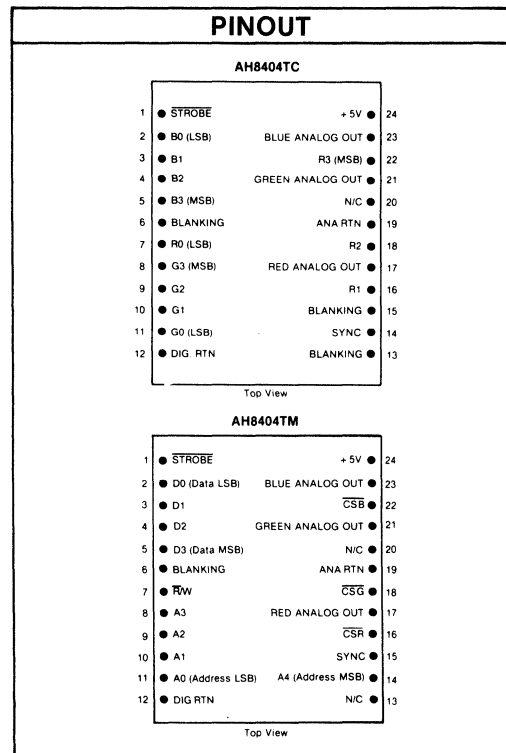 PINOUT
AH8404TC
1 STROBE + 5V 24
2 B0 (LSB) BLUE ANALOG OUT 23
3 B1 R3 (MSB) 22
4 B2 GREEN ANALOG OUT 21
5 B3 (MSB) N/C 20
6 BLANKING ANA RTN 19
7 R0 (LSB) R2 18
8 G3 (MSB) RED ANALOG OUT 17
9 G2 R1 16
10 G1 BLANKING 15
11 G0 (LSB) SYNC 14
12 DIG. RTN BLANKING 13
Top View
AH8404TM
1 STROBE + 5V 24
2 D0 (Data LSB) BLUE ANALOG OUT 23
3 D1 CSB 22
4 D2 GREEN ANALOG OUT 21
5 D3 (Data MSB) N/C 20
6 BLANKING ANA RTN 19
7 R/W CSG 18
8 A3 RED ANALOG OUT 17
9 A2 CSR 16
10 A1 SYNC 15
11 A0 (Address LSB) A4 (Address MSB) 14
12 DIG RTN N/C 13
Top View